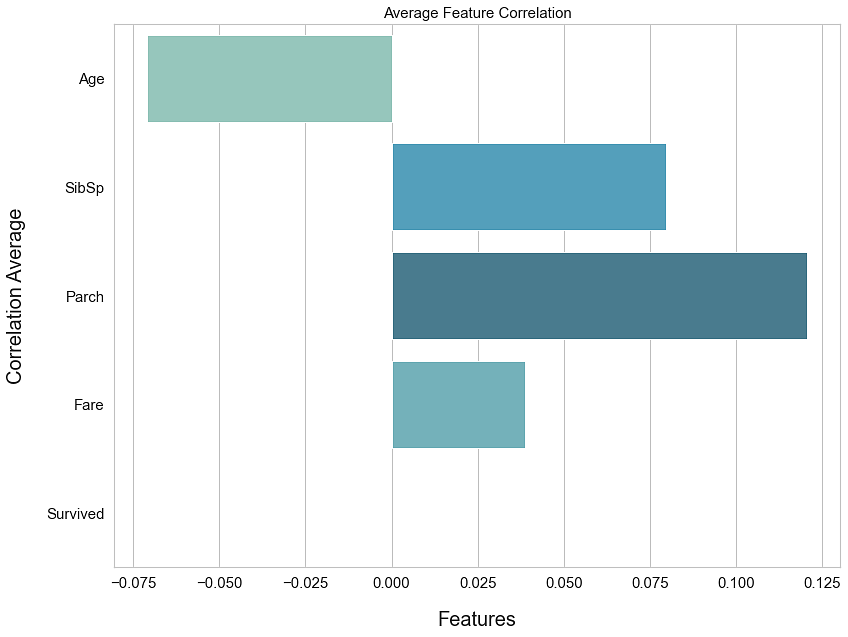 Average Feature Correlation
Age
SibSp
Parch
Fare
Survived
Correlation Average
−0.075 −0.050 −0.025 0.000 0.025 0.050 0.075 0.100 0.125
Features